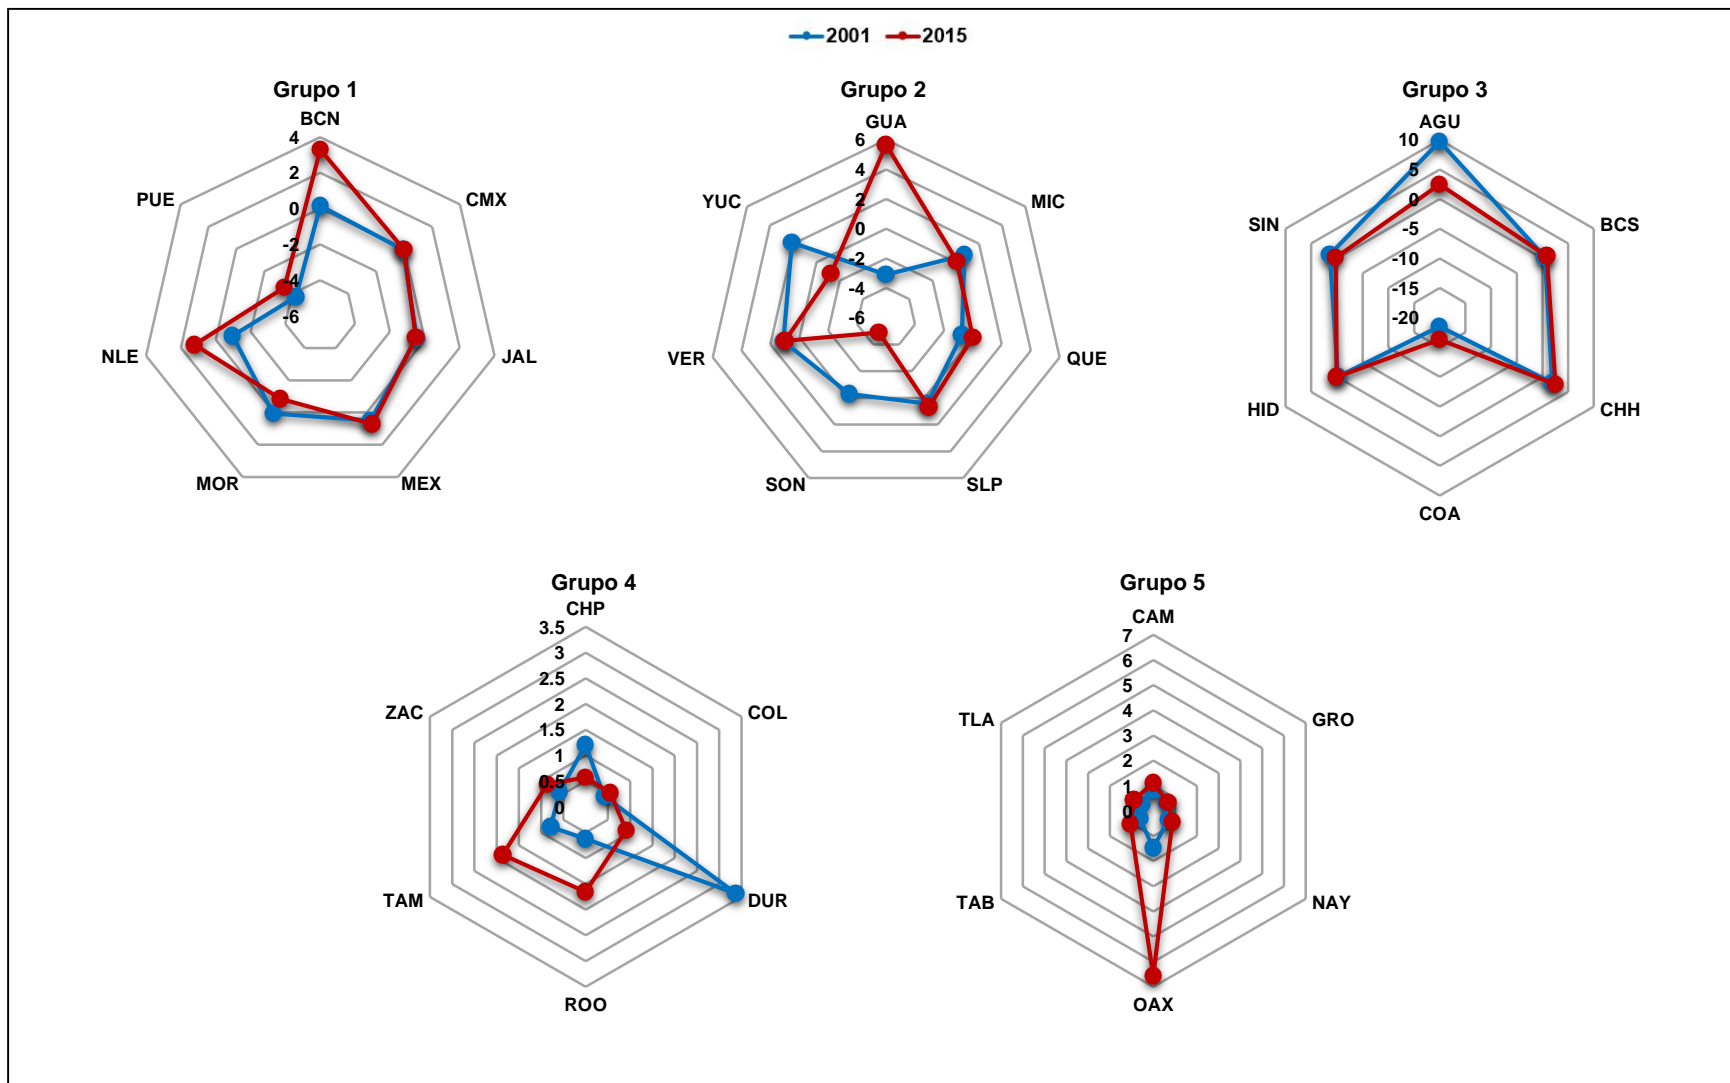 2001 2015
Grupo 1
BCN
4
2
0
-2
-4
-6
CMX
JAL
MEX
MOR
NLE
PUE
Grupo 2
GUA
6
4
2
0
-2
-4
-6
MIC
QUE
SLP
SON
VER
YUC
Grupo 3
AGU
10
5
0
-5
-10
-15
-20
BCS
CHH
COA
HID
SIN
Grupo 4
CHP
3.5
3
2.5
2
1.5
1
0.5
0
COL
DUR
ROO
TAM
ZAC
Grupo 5
CAM
7
6
5
4
3
2
1
0
GRO
NAY
OAX
TAB
TLA